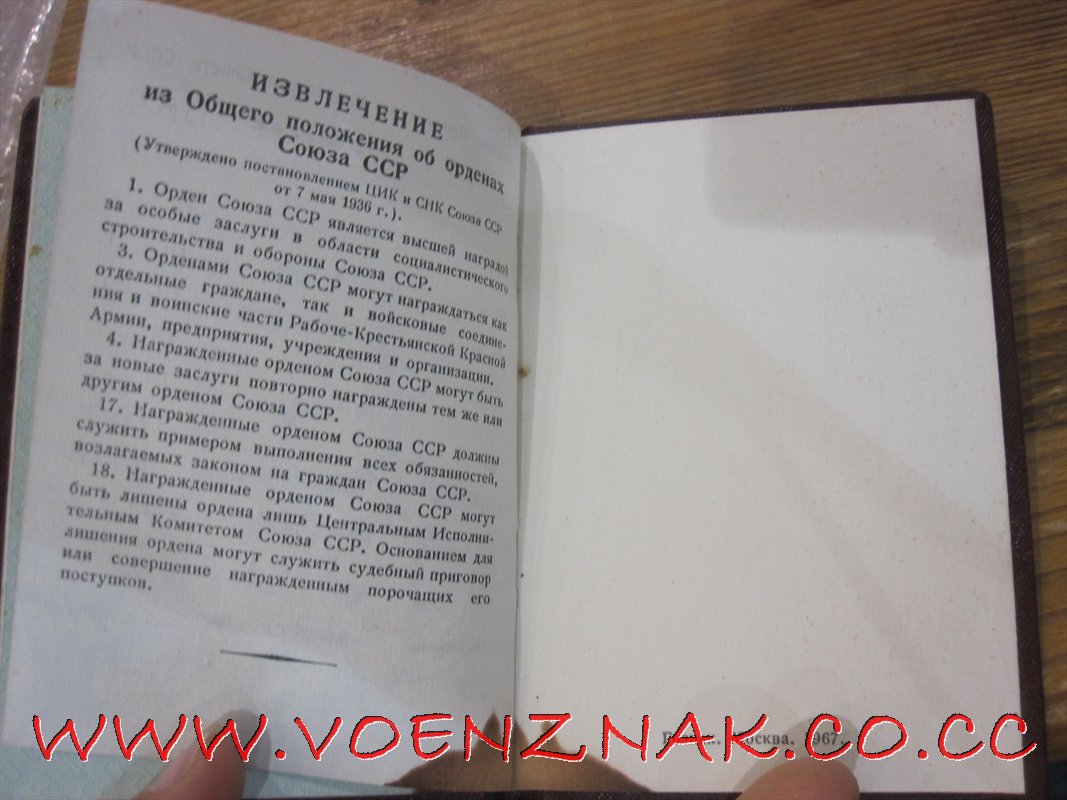 ИЗВЛЕЧЕНИЕ
из Общего положения об орденах
Союза ССР
(Утверждено постановлением ЦИК и СНК Союза ССР
от 7 мая 1936 г.).
1. Орден Союза ССР является высшей наградой
за особые заслуги в области социалистического
строительства и обороны Союза ССР.
3. Орденами Союза ССР могут награждаться как
отдельные граждане, так и войсковые соедине-
ния и воинские части Рабоче-Крестьянской Красной
Армии, предприятия, учреждения и организации.
4. Награжденные орденом Союза ССР могут быть
за новые заслуги повторно награждены тем же или
другим орденом Союза ССР.
17. Награжденные орденом Союза ССР должны
служить примером выполнения всех обязанностей,
возлагаемых законом на граждан Союза ССР.
18. Награжденные орденом Союза ССР могут
быть лишены ордена лишь Центральным Исполни-
тельным Комитетом Союза ССР. Основанием для
лишения ордена могут служить судебный приговор
или совершение награжденным порочащих его
поступков.
Москва. 1967.
WWW.VOENZNAK.CO.CC